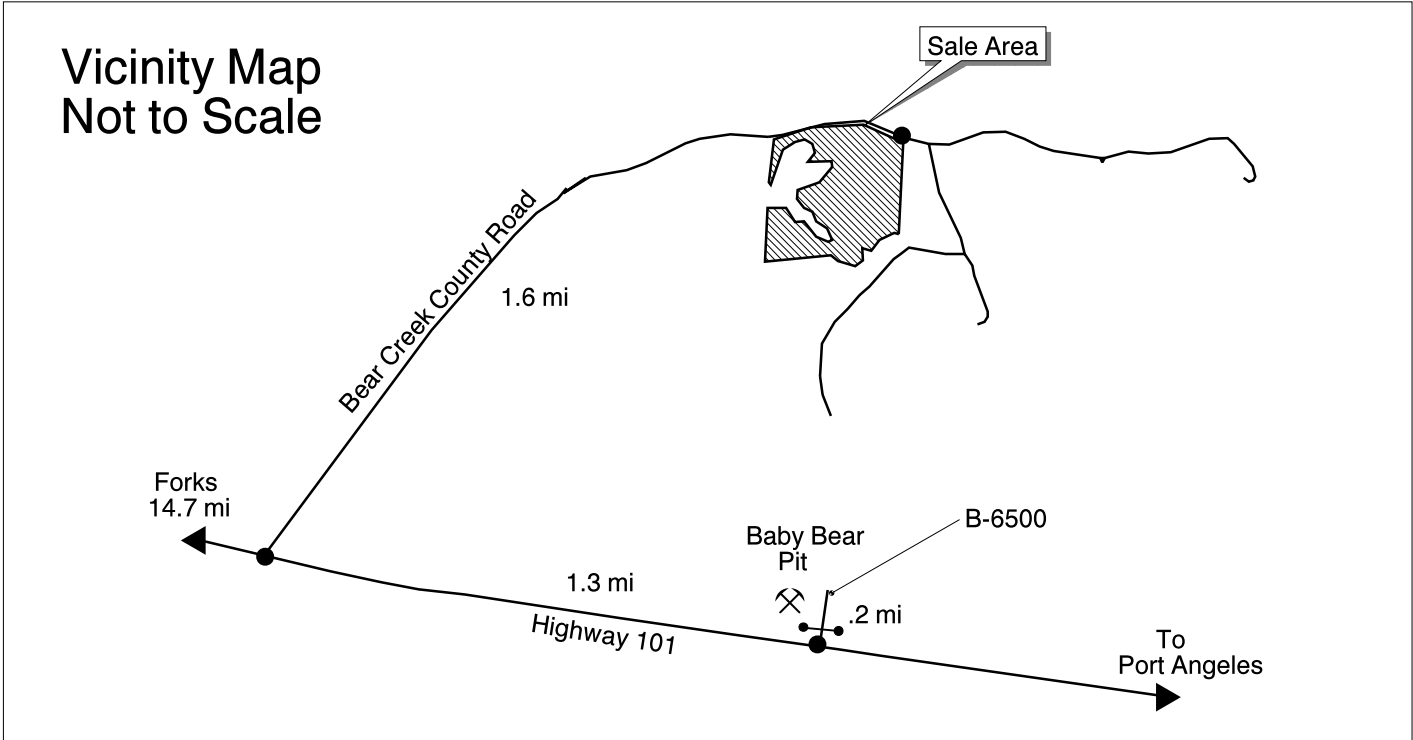 Vicinity Map
Not to Scale
Sale Area
Bear Creek County Road
1.6 mi
Forks
14.7 mi
B-6500
Baby Bear
Pit
1.3 mi
.2 mi
Highway 101
To
Port Angeles